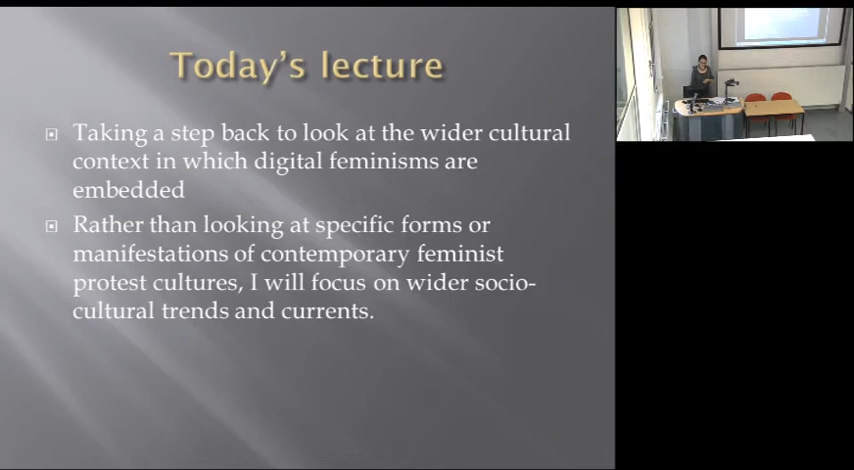 Today's lecture
Taking a step back to look at the wider cultural
context in which digital feminisms are
embedded
Rather than looking at specific forms or
manifestations of contemporary feminist
protest cultures, I will focus on wider socio-
cultural trends and currents.